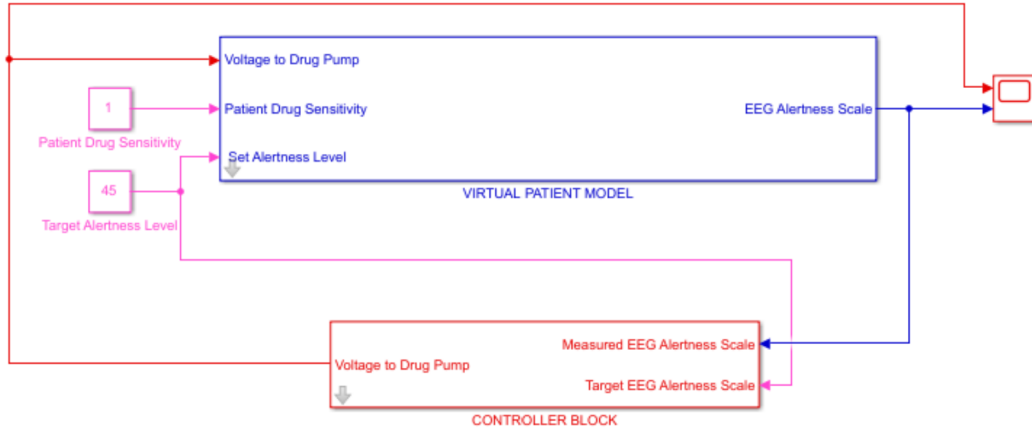 Voltage to Drug Pump
1
Patient Drug Sensitivity
EEG Alertness Scale
Patient Drug Sensitivity
Set Alertness Level
45
VIRTUAL PATIENT MODEL
Target Alertness Level
Measured EEG Alertness Scale
Voltage to Drug Pump
Target EEG Alertness Scale
CONTROLLER BLOCK